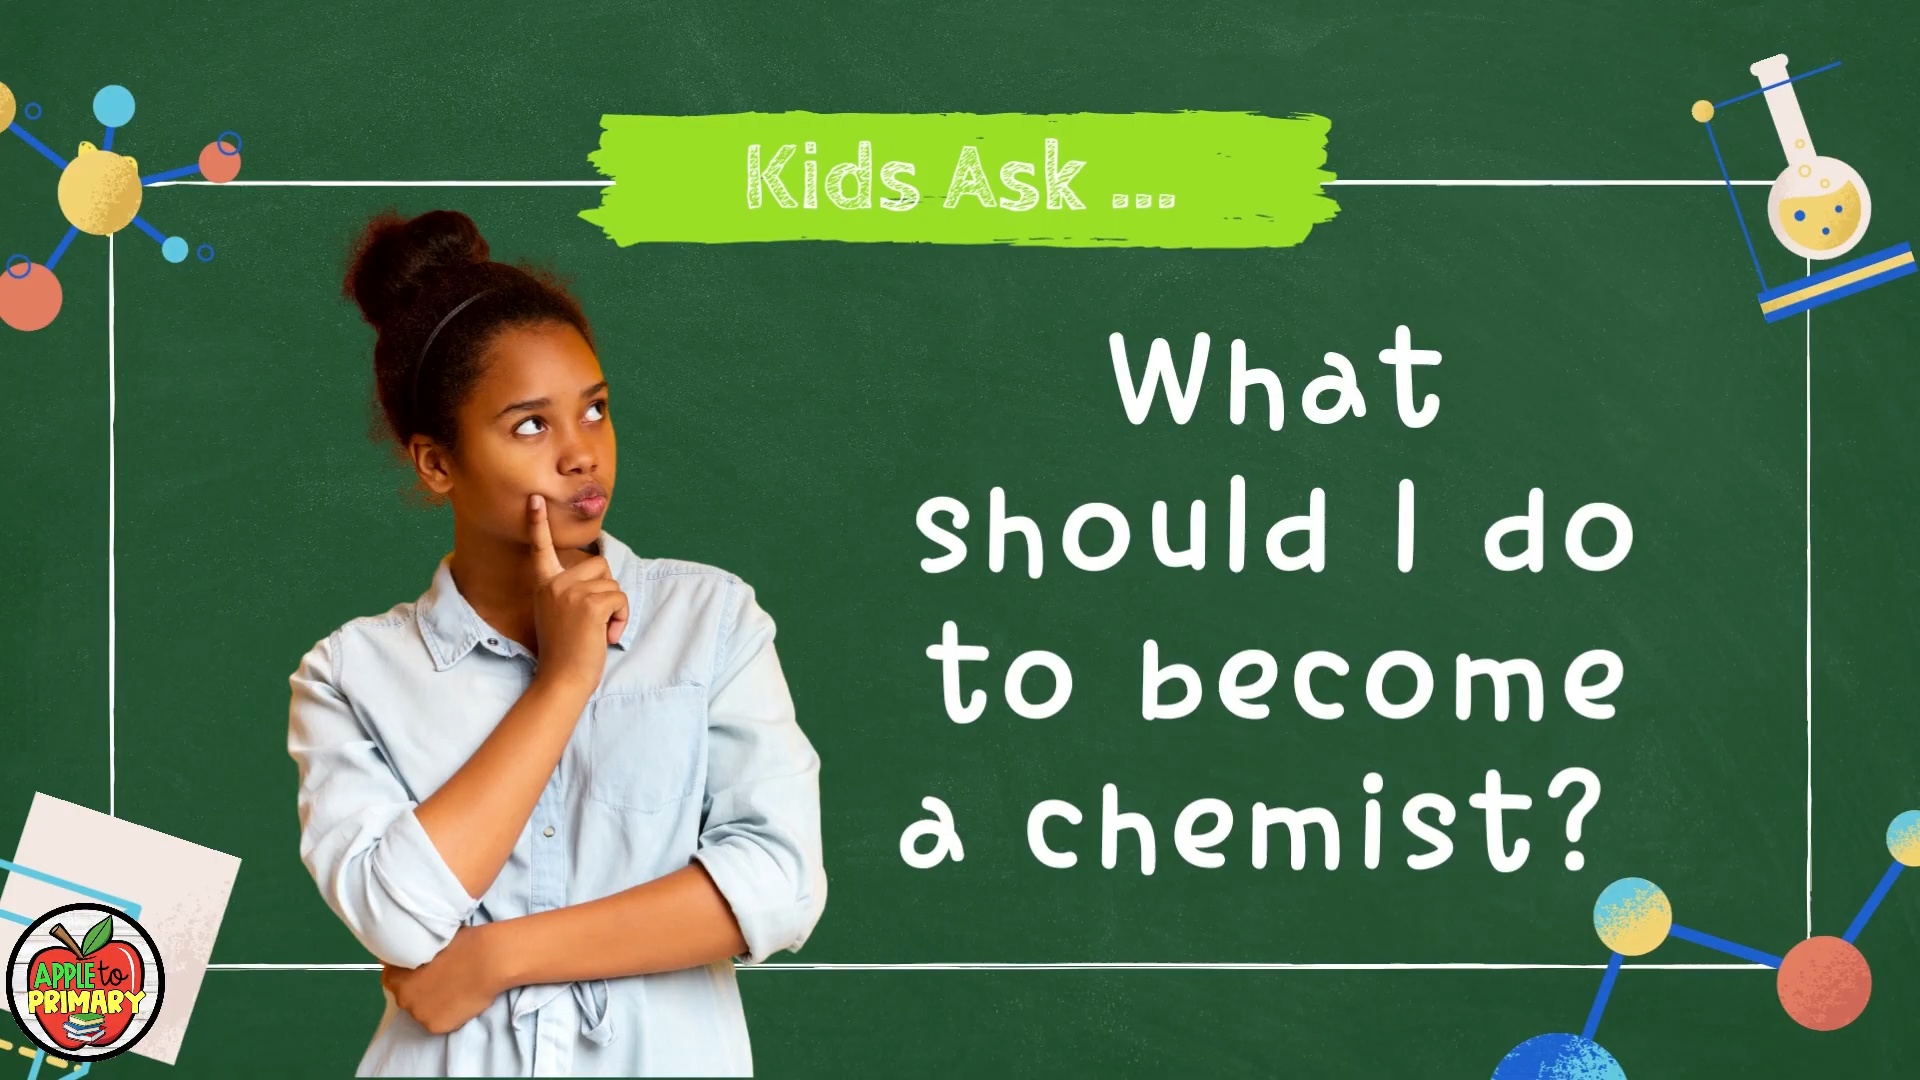 Kids Ask ...
What
should I do
to become
a chemist?
APPLE to
PRIMARY